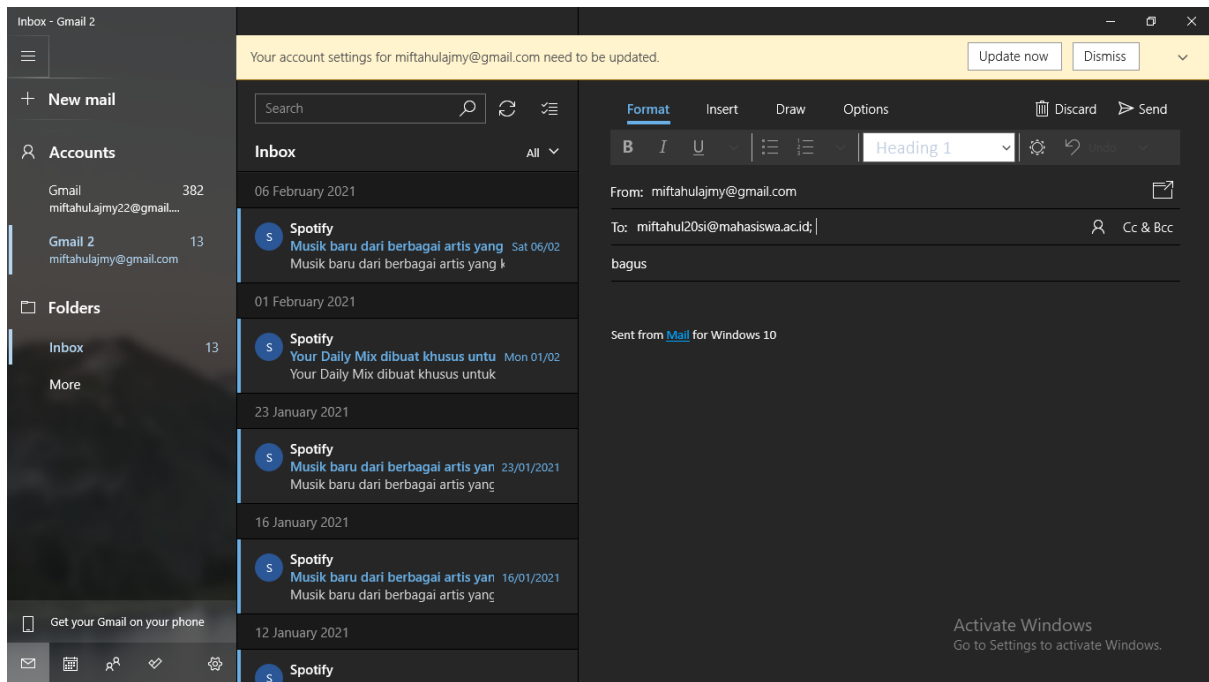 Inbox - Gmail 2
Your account settings for miftahulajmy@gmail.com need to be updated.
Update now
Dismiss
New mail
Accounts
Gmail 382
miftahul.ajmy22@gmail....
Gmail 2 13
miftahulajmy@gmail.com
Folders
Inbox 13
More
Get your Gmail on your phone
Search
Inbox
All
06 February 2021
S
Spotify
Musik baru dari berbagai artis yang Sat 06/02
Musik baru dari berbagai artis yang
01 February 2021
S
Spotify
Your Daily Mix dibuat khusus untu Mon 01/02
Your Daily Mix dibuat khusus untuk
23 January 2021
S
Spotify
Musik baru dari berbagai artis yan 23/01/2021
Musik baru dari berbagai artis yang
16 January 2021
S
Spotify
Musik baru dari berbagai artis yan 16/01/2021
Musik baru dari berbagai artis yang
12 January 2021
S
Spotify
Format Insert Draw Options
Discard Send
B I U
Heading 1
Undo
From: miftahulajmy@gmail.com
To: miftahul20si@mahasiswa.ac.id;
Cc & Bcc
bagus
Sent from Mail for Windows 10
Activate Windows
Go to Settings to activate Windows.